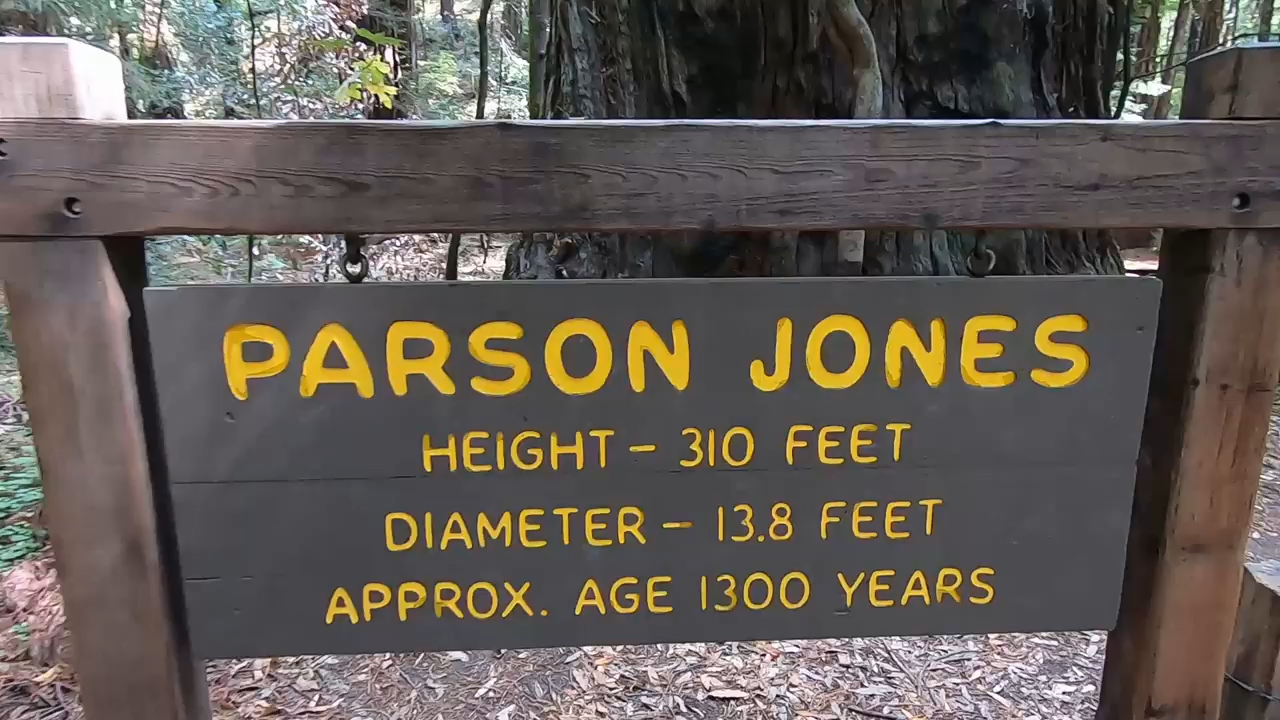 PARSON JONES
HEIGHT – 310 FEET
DIAMETER – 13.8 FEET
APPROX. AGE 1300 YEARS